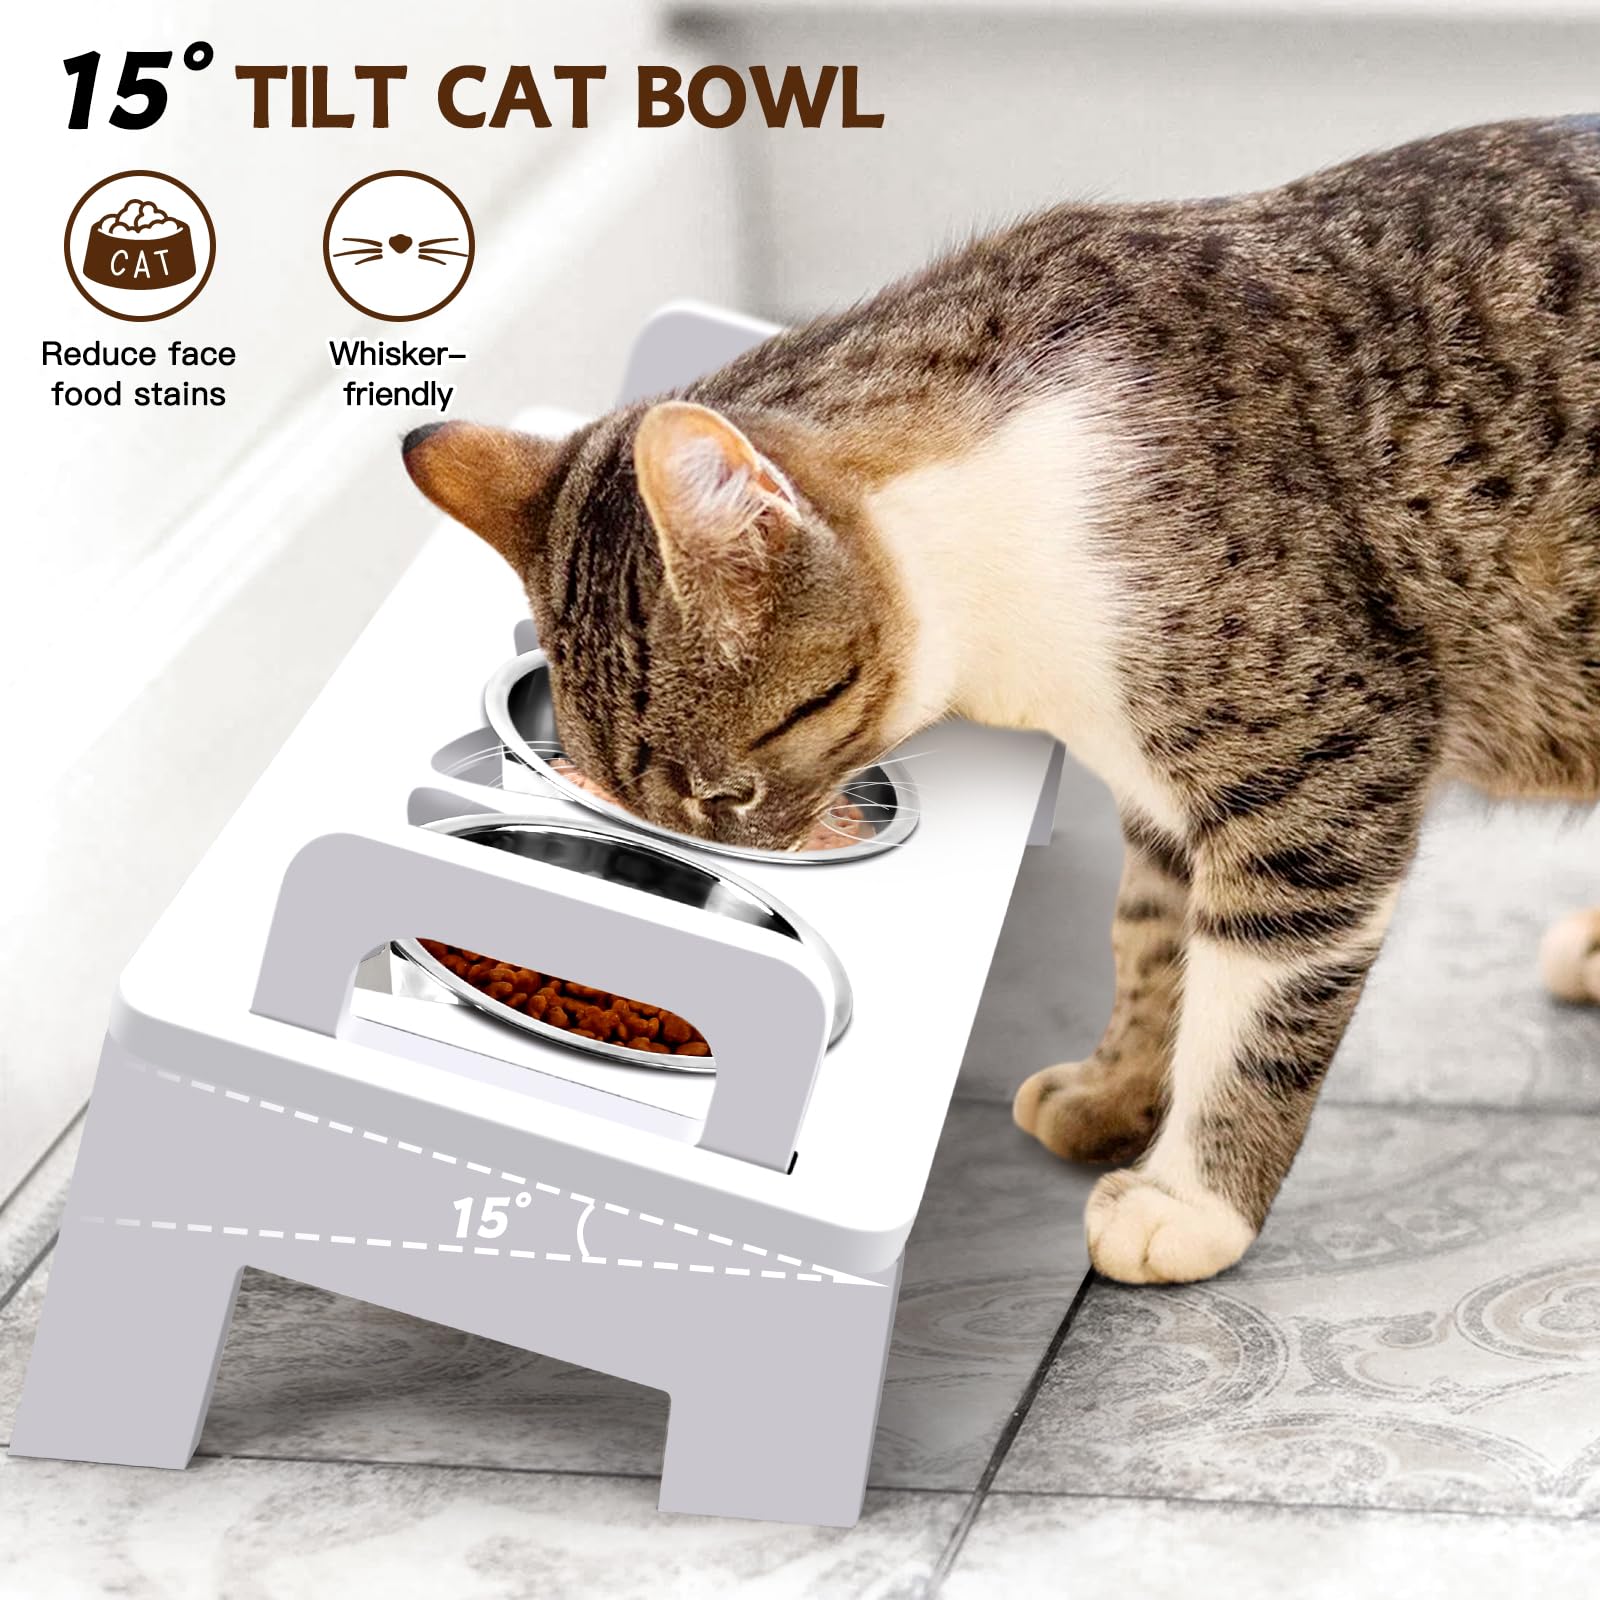 15° TILT CAT BOWL
CAT
Reduce face
food stains
Whisker-
friendly
15°